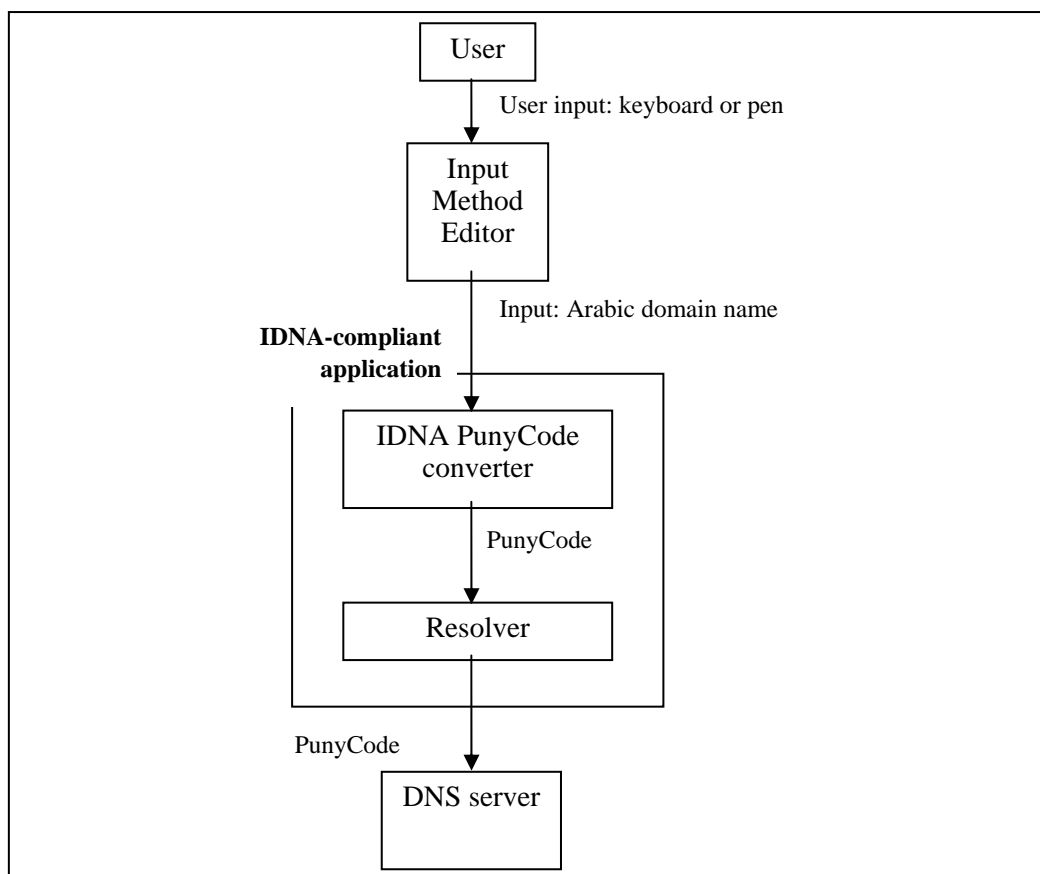 User
User input: keyboard or pen
Input
Method
Editor
Input: Arabic domain name
IDNA-compliant
application
IDNA PunyCode
converter
PunyCode
Resolver
PunyCode
DNS server